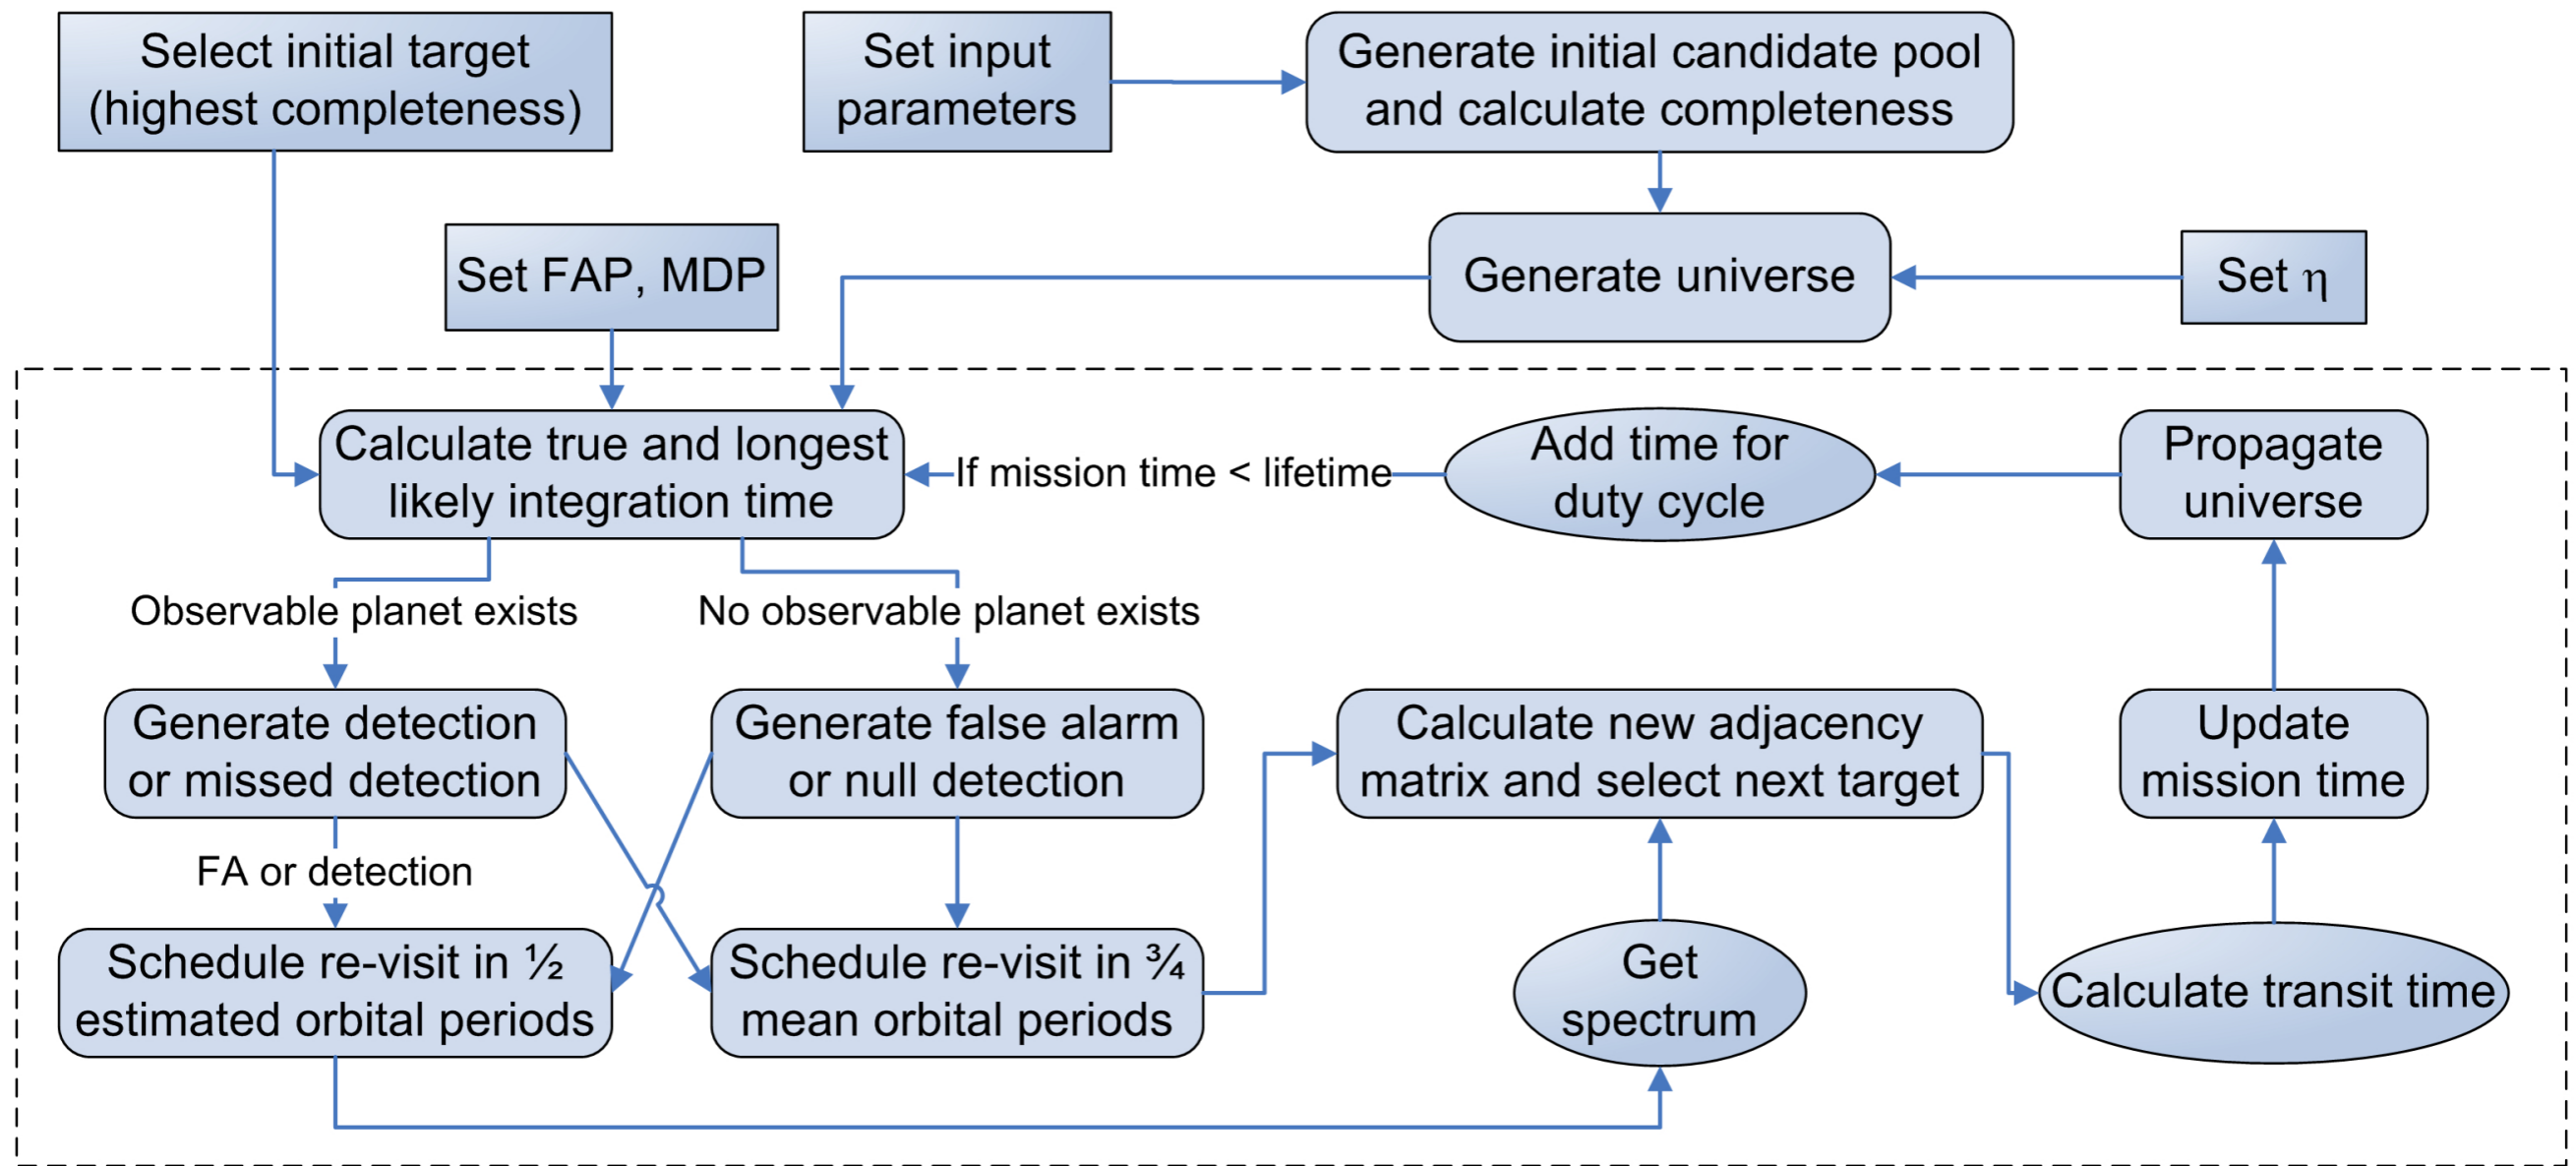 Select initial target
(highest completeness)
Set input
parameters
Generate initial candidate pool
and calculate completeness
Set FAP, MDP
Generate universe
Set η
Calculate true and longest
likely integration time
If mission time < lifetime
Add time for
duty cycle
Propagate
universe
Observable planet exists
No observable planet exists
Generate detection
or missed detection
Generate false alarm
or null detection
Calculate new adjacency
matrix and select next target
Update
mission time
FA or detection
Schedule re-visit in ½
estimated orbital periods
Schedule re-visit in ¾
mean orbital periods
Get
spectrum
Calculate transit time